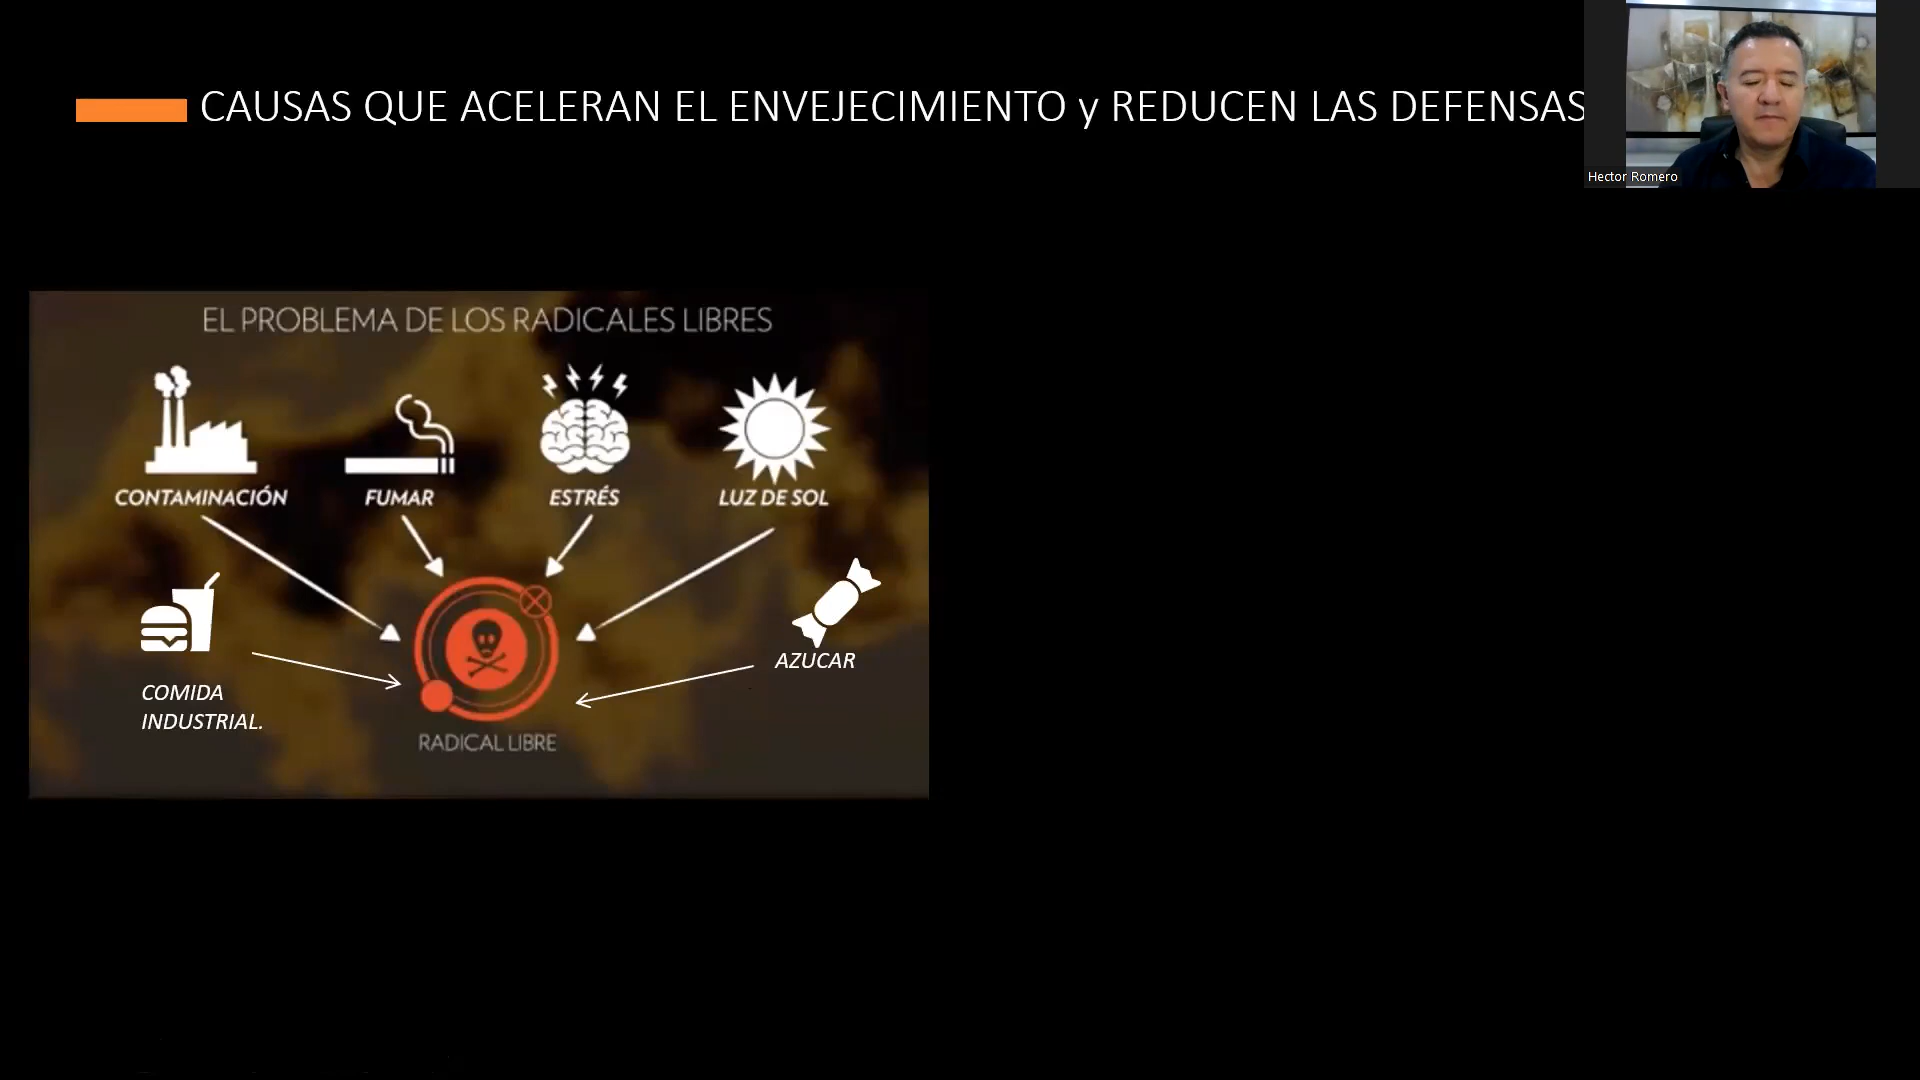 CAUSAS QUE ACELERAN EL ENVEJECIMIENTO y REDUCEN LAS DEFENSAS
Hector Romero
EL PROBLEMA DE LOS RADICALES LIBRES
CONTAMINACIÓN
FUMAR
ESTRÉS
LUZ DE SOL
AZUCAR
COMIDA
INDUSTRIAL.
RADICAL LIBRE